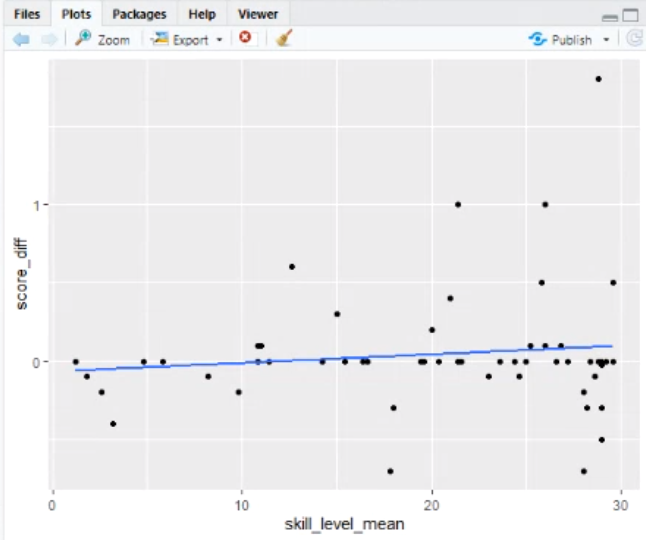 Files Plots Packages Help Viewer
Zoom Export Publish
1
score_diff
0
0 10 20 30
skill_level_mean